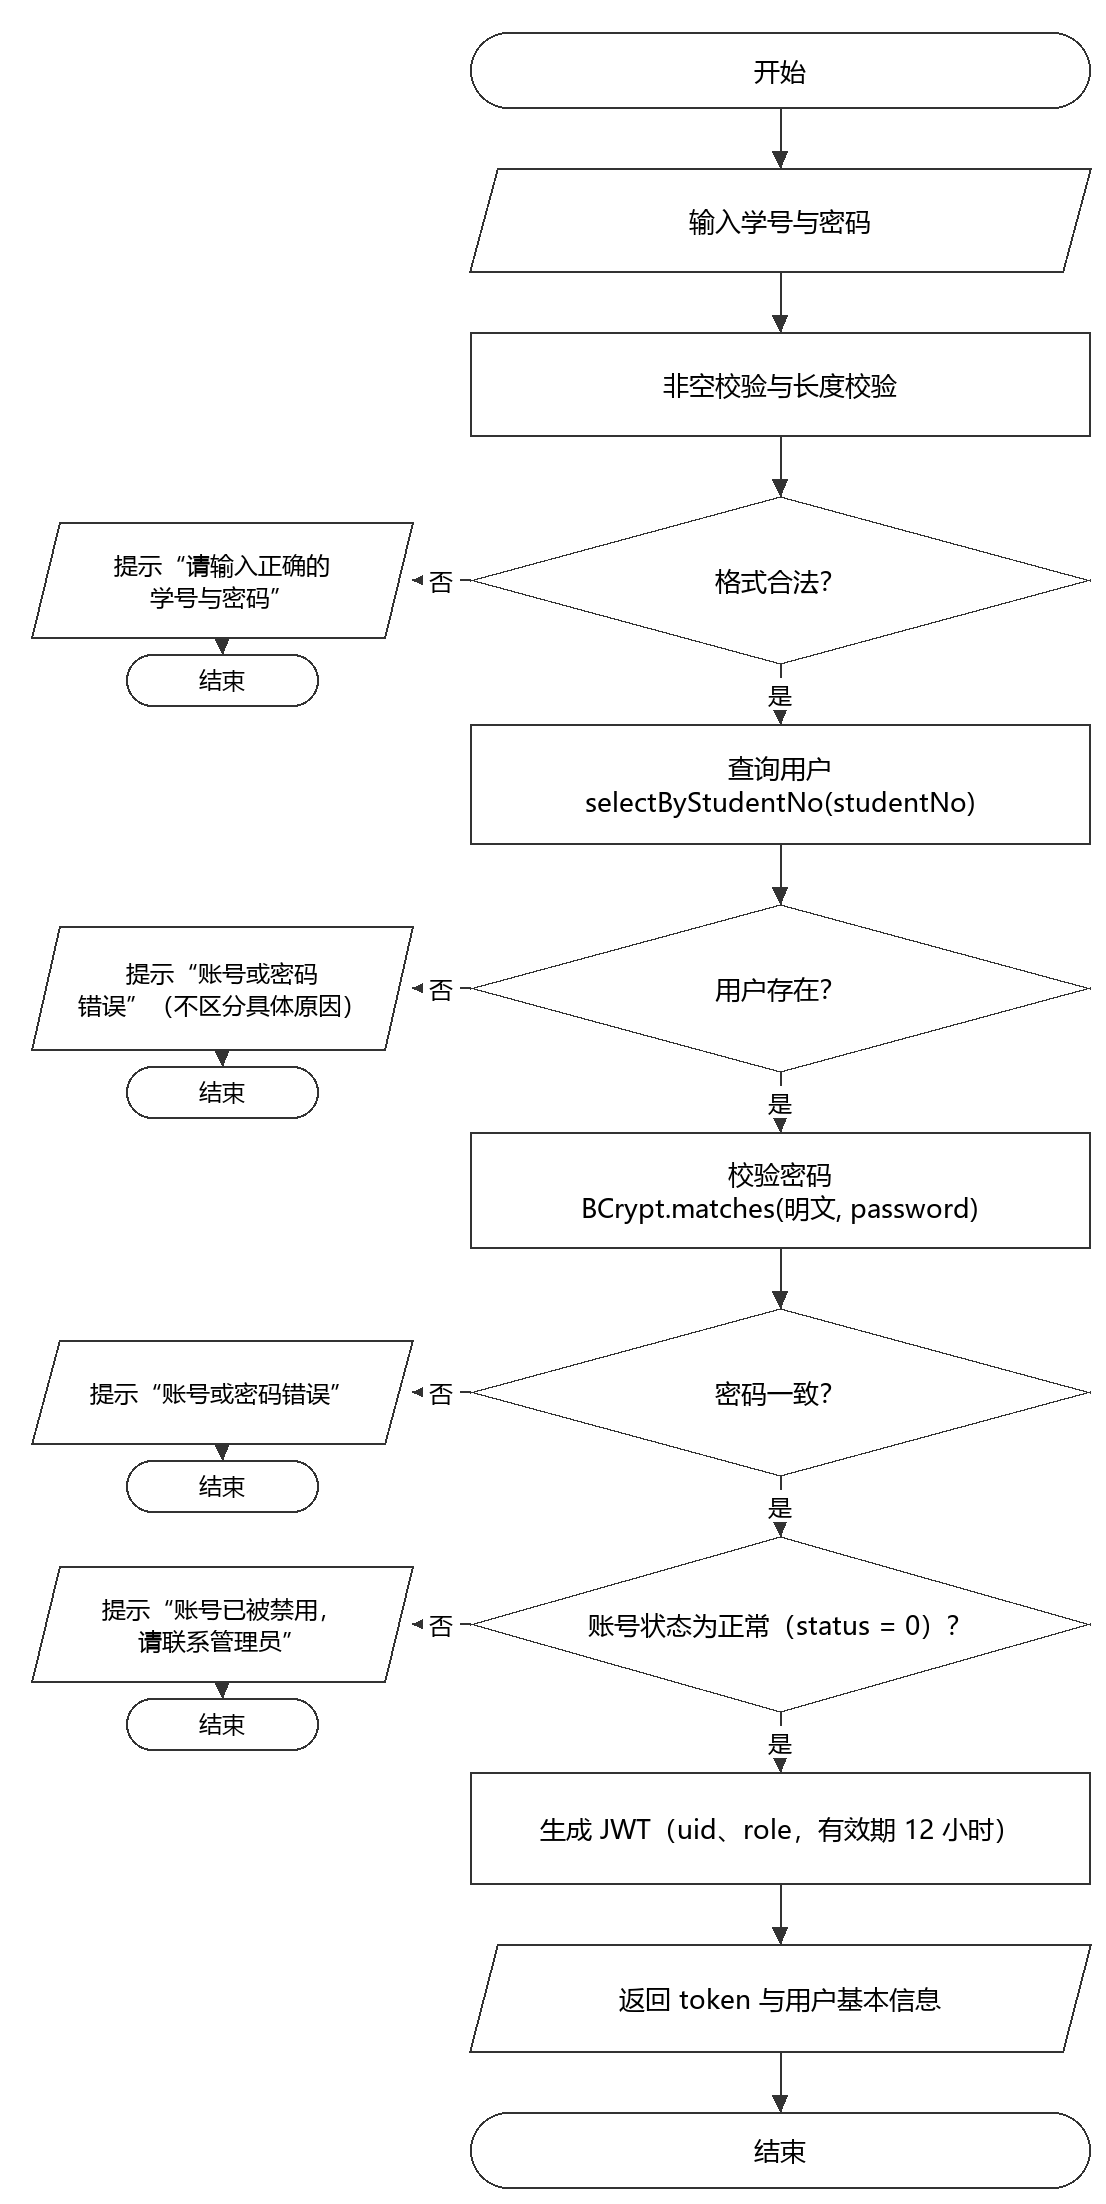 开始
输入学号与密码
非空校验与长度校验
格式合法?
否
提示“请输入正确的
学号与密码”
结束
是
查询用户
selectByStudentNo(studentNo)
用户存在?
否
提示“账号或密码
错误”（不区分具体原因）
结束
是
校验密码
BCrypt.matches(明文, password)
密码一致?
否
提示“账号或密码错误”
结束
是
账号状态为正常（status = 0）?
否
提示“账号已被禁用，
请联系管理员”
结束
是
生成 JWT（uid、role，有效期 12 小时）
返回 token 与用户基本信息
结束